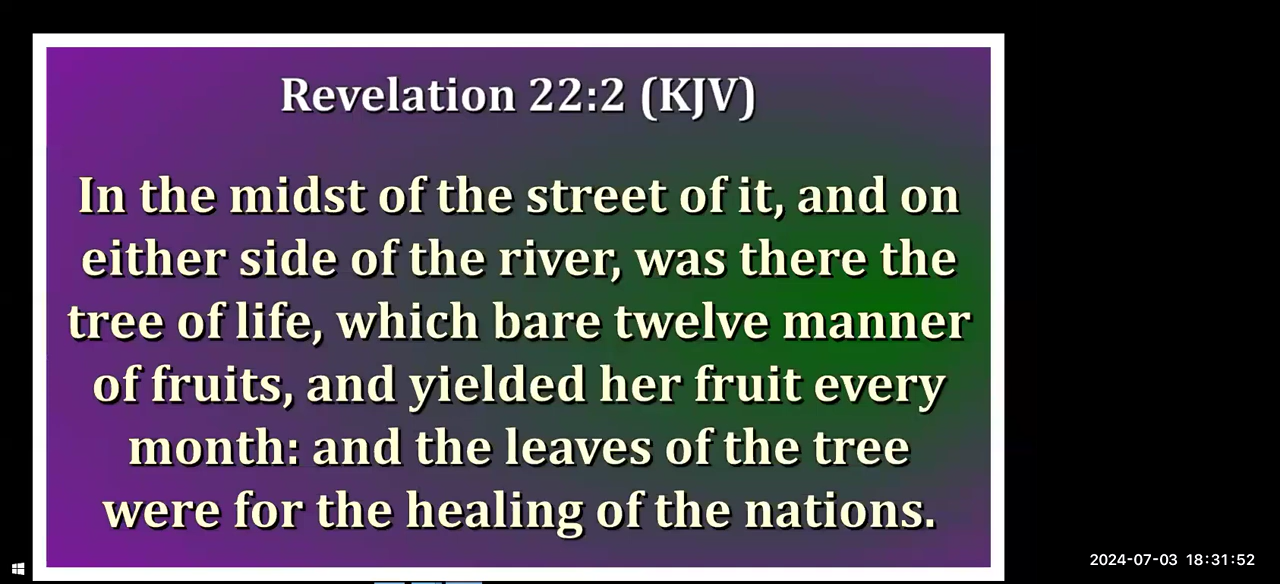 Revelation 22:2 (KJV)
In the midst of the street of it, and on
either side of the river, was there the
tree of life, which bare twelve manner
of fruits, and yielded her fruit every
month: and the leaves of the tree
were for the healing of the nations.
2024-07-03 18:31:52